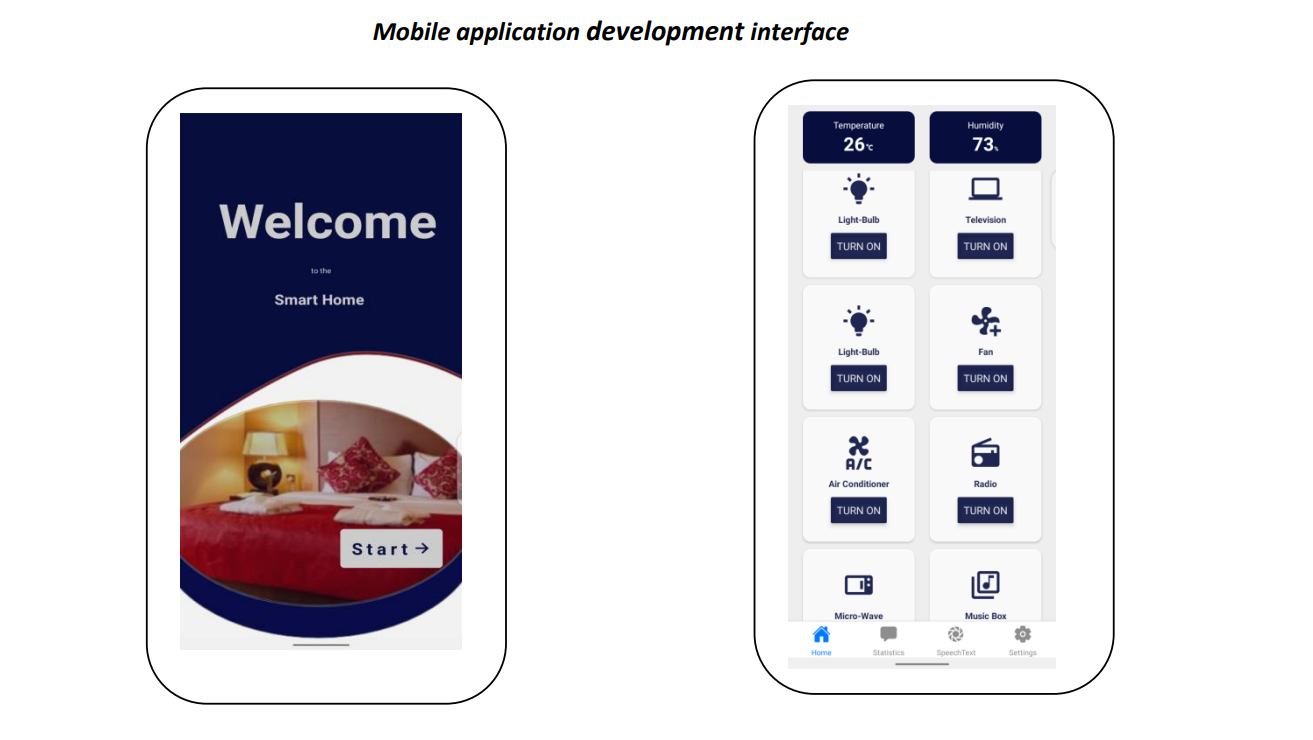 Mobile application development interface
Welcome
to the
Smart Home
Start
Temperature Humidity
26°C 73%
Light-Bulb Television
TURN ON TURN ON
Light-Bulb Fan
TURN ON TURN ON
A/C
Air Conditioner Radio
TURN ON TURN ON
Micro-Wave Music Box
Home Statistics SpeechText Settings